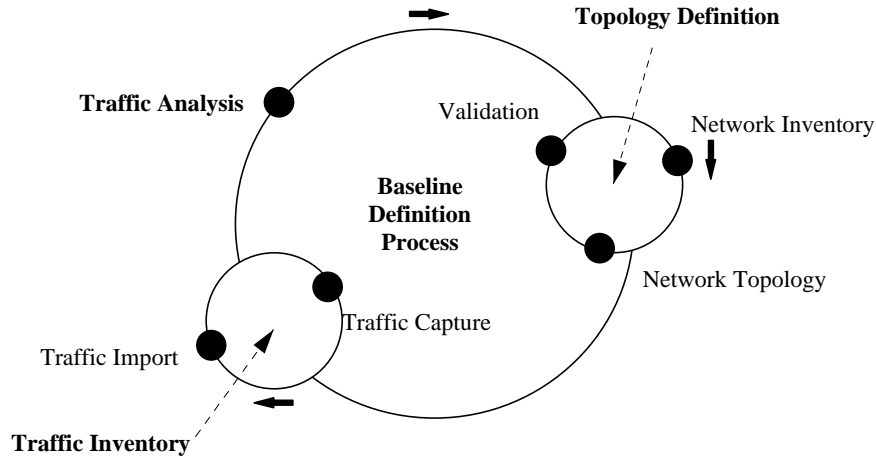 Topology Definition
Traffic Analysis
Validation
Network Inventory
Baseline
Definition
Process
Network Topology
Traffic Capture
Traffic Import
Traffic Inventory